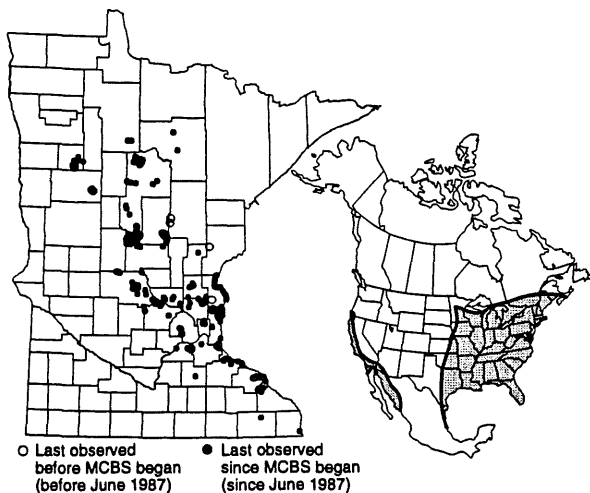 Last observed
before MCBS began
(before June 1987)
Last observed
since MCBS began
(since June 1987)